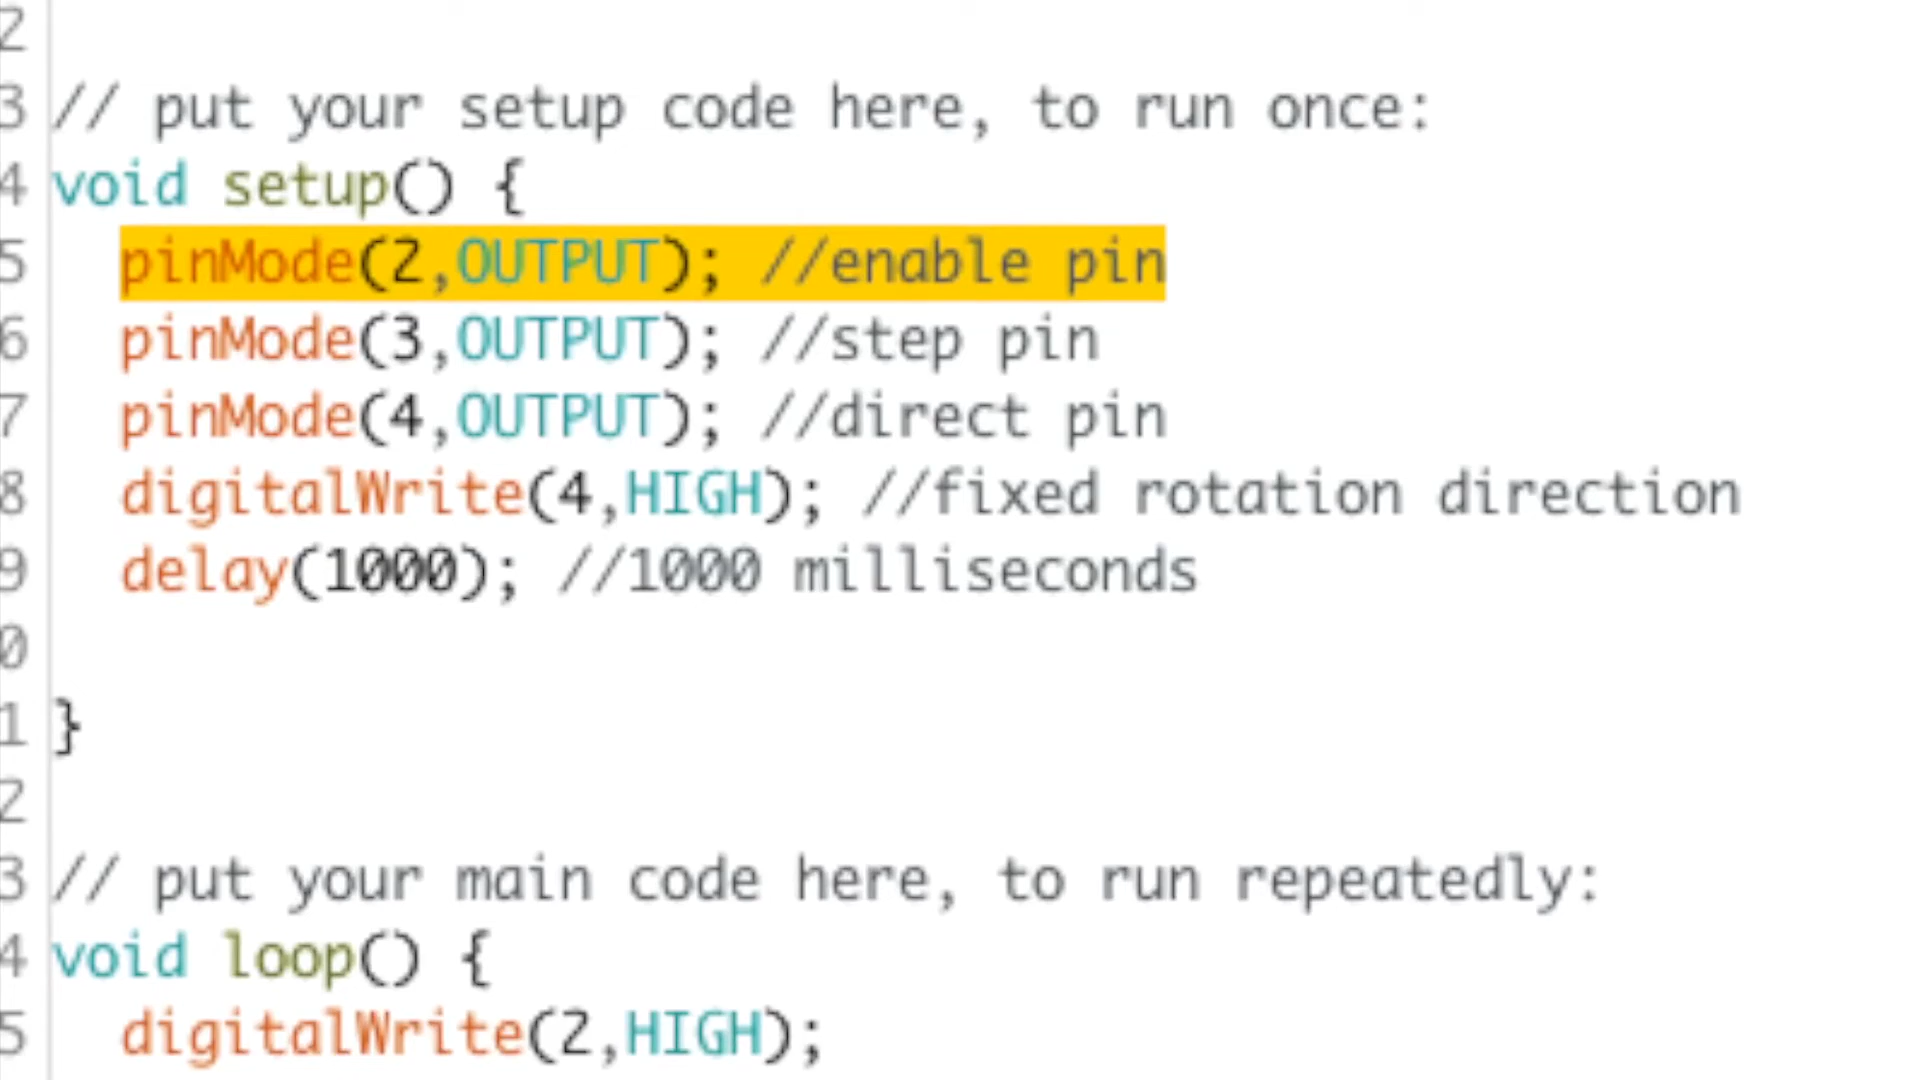 2
3 // put your setup code here, to run once:
4 void setup() {
5 pinMode(2,OUTPUT); //enable pin
6 pinMode(3,OUTPUT); //step pin
7 pinMode(4,OUTPUT); //direct pin
8 digitalWrite(4,HIGH); //fixed rotation direction
9 delay(1000); //1000 milliseconds
0
1 }
2
3 // put your main code here, to run repeatedly:
4 void loop() {
5 digitalWrite(2,HIGH);